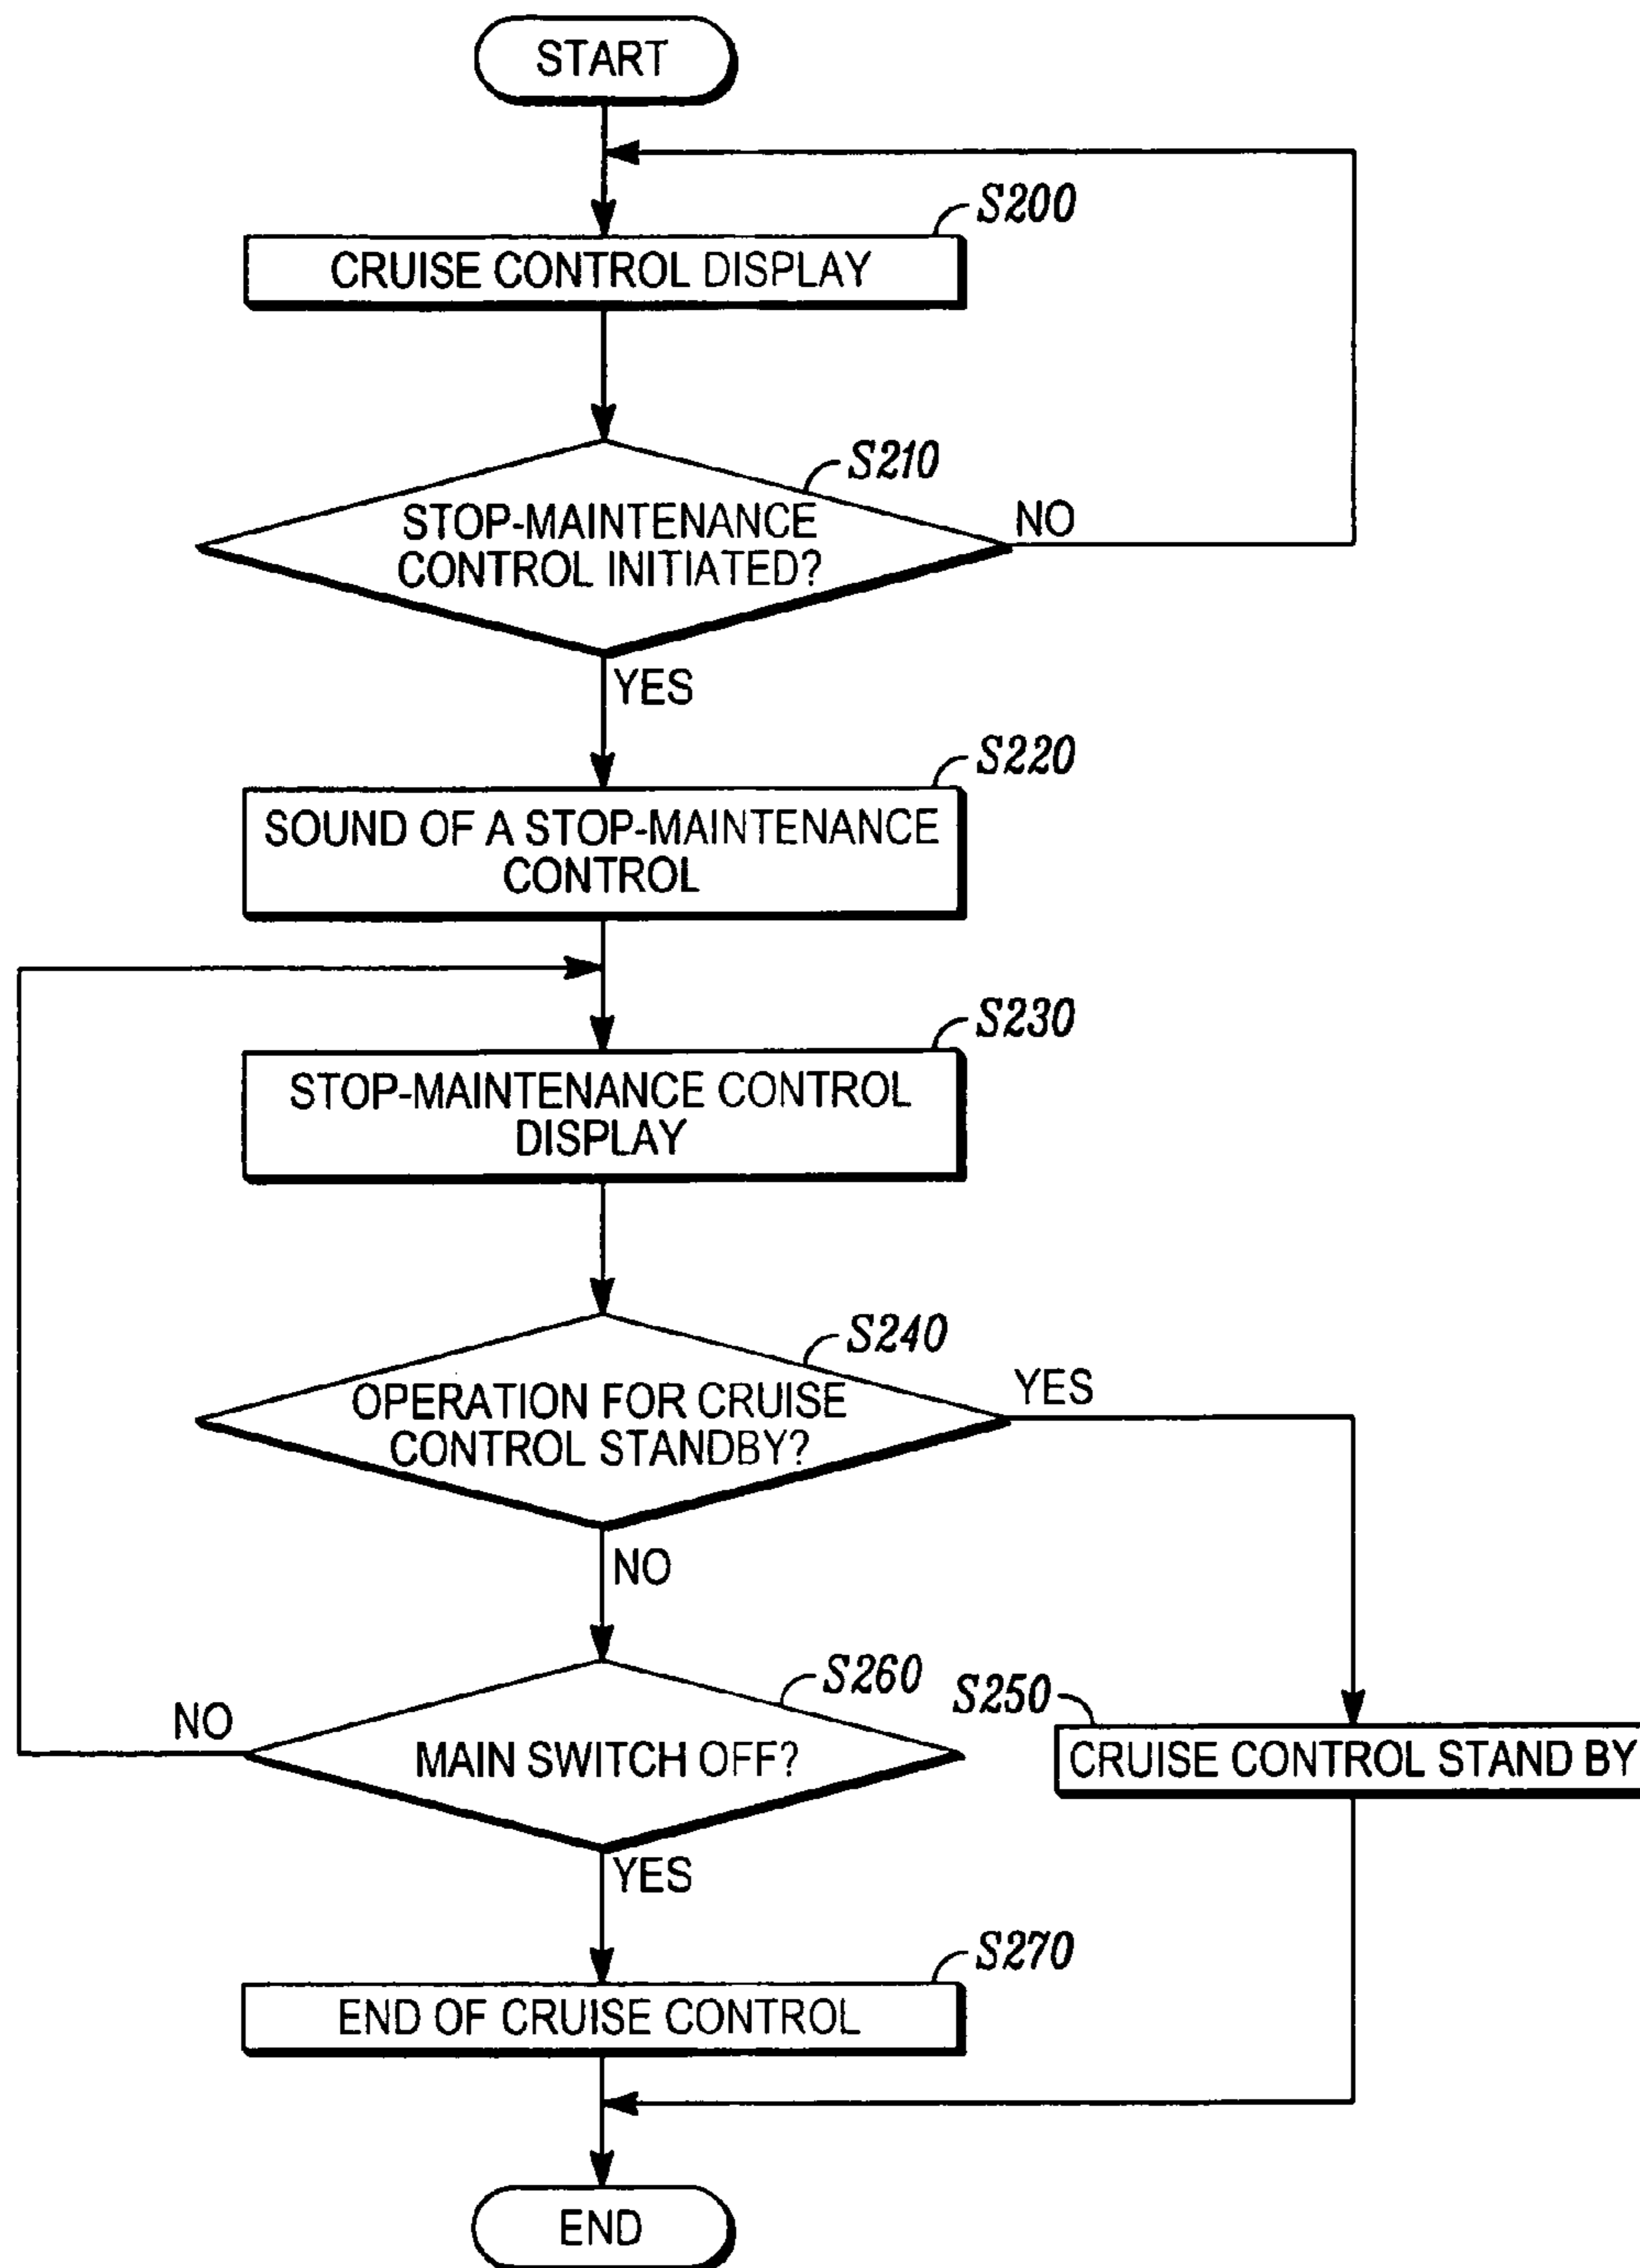 START
S200
CRUISE CONTROL DISPLAY
S210
STOP-MAINTENANCE
CONTROL INITIATED?
NO
YES
S220
SOUND OF A STOP-MAINTENANCE
CONTROL
S230
STOP-MAINTENANCE CONTROL
DISPLAY
S240
OPERATION FOR CRUISE
CONTROL STANDBY?
YES
NO
S260
MAIN SWITCH OFF?
NO
S250
CRUISE CONTROL STAND BY
YES
S270
END OF CRUISE CONTROL
END